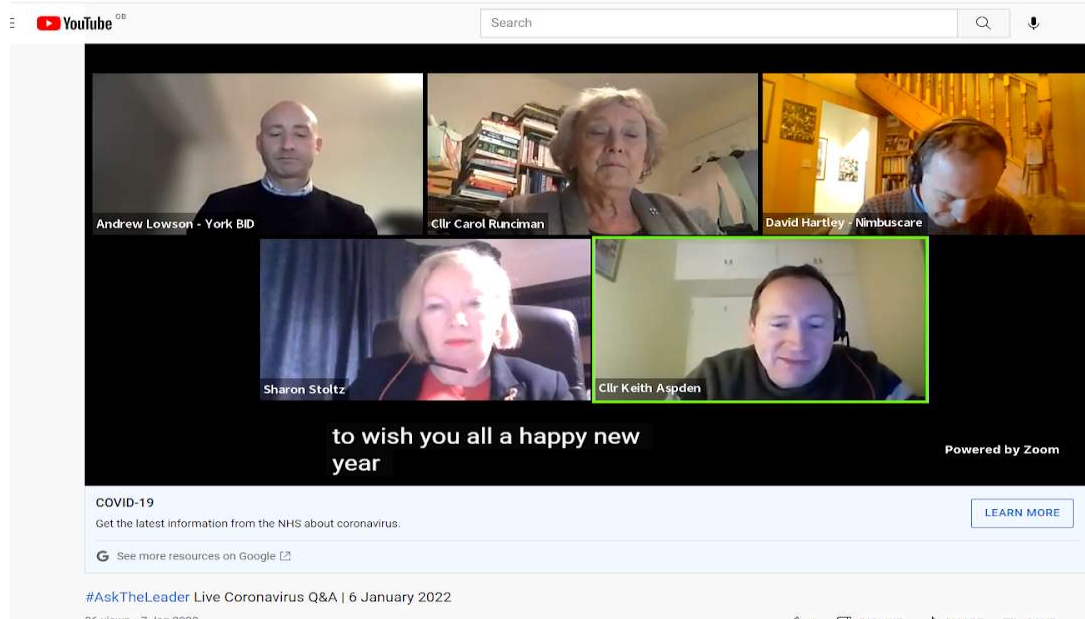 YouTube GB
Search
Andrew Lowson - York BID
Cllr Carol Runciman
David Hartley - Nimbuscare
Sharon Stoltz
Cllr Keith Aspden
to wish you all a happy new
year
Powered by Zoom
COVID-19
Get the latest information from the NHS about coronavirus.
LEARN MORE
G See more resources on Google
#AskTheLeader Live Coronavirus Q&A | 6 January 2022